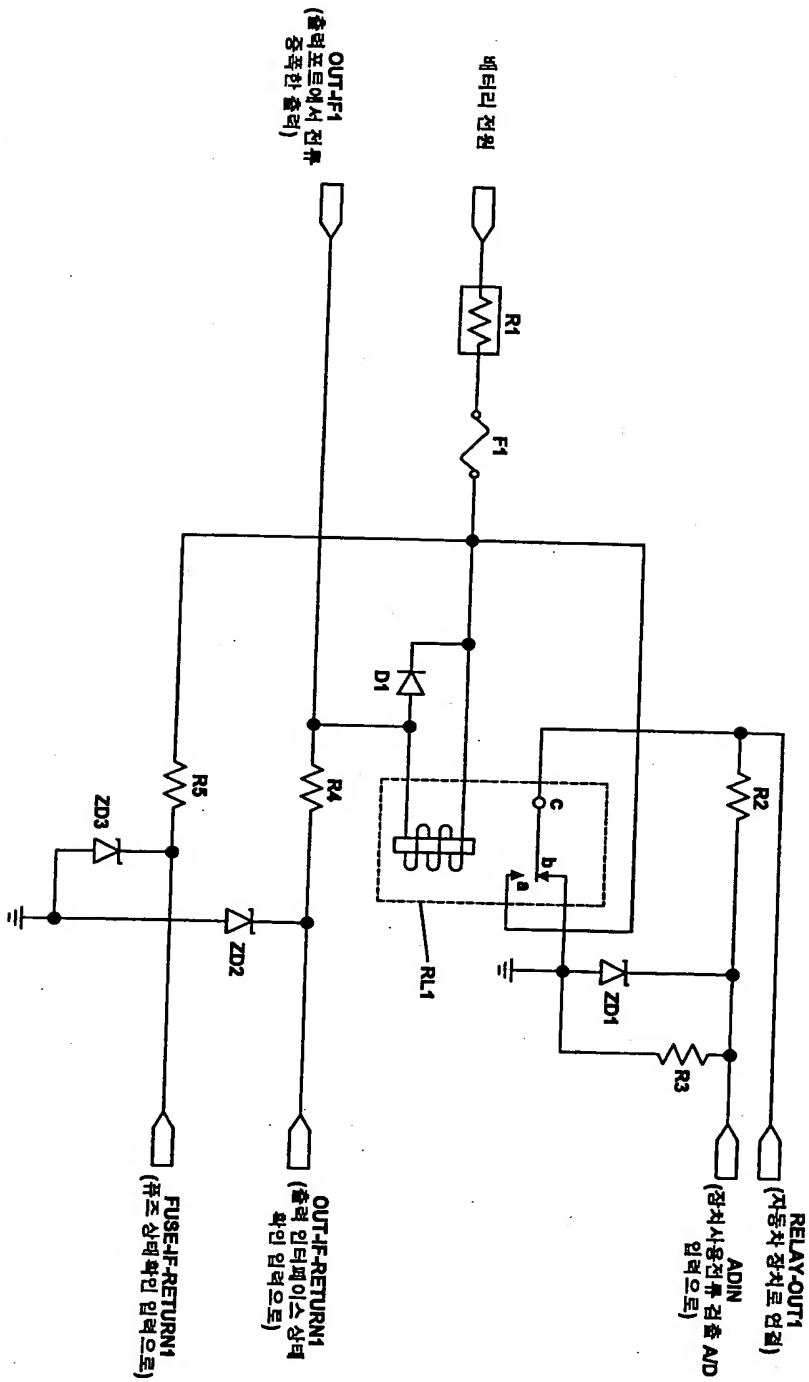 배터리 전원
OUT-IF1
(출력포트에서 전류
증폭한 출력)
R1
F1
D1
R4
R5
ZD3
ZD2
RL1
c
b
a
R2
ZD1
R3
RELAY-OUT1
(자동차 장치로 연결)
ADIN
(장치사용전류 검출 A/D
입력으로)
OUT-IF-RETURN1
(출력 인터페이스 상태
확인 입력으로)
FUSE-IF-RETURN1
(퓨즈 상태확인 입력으로)